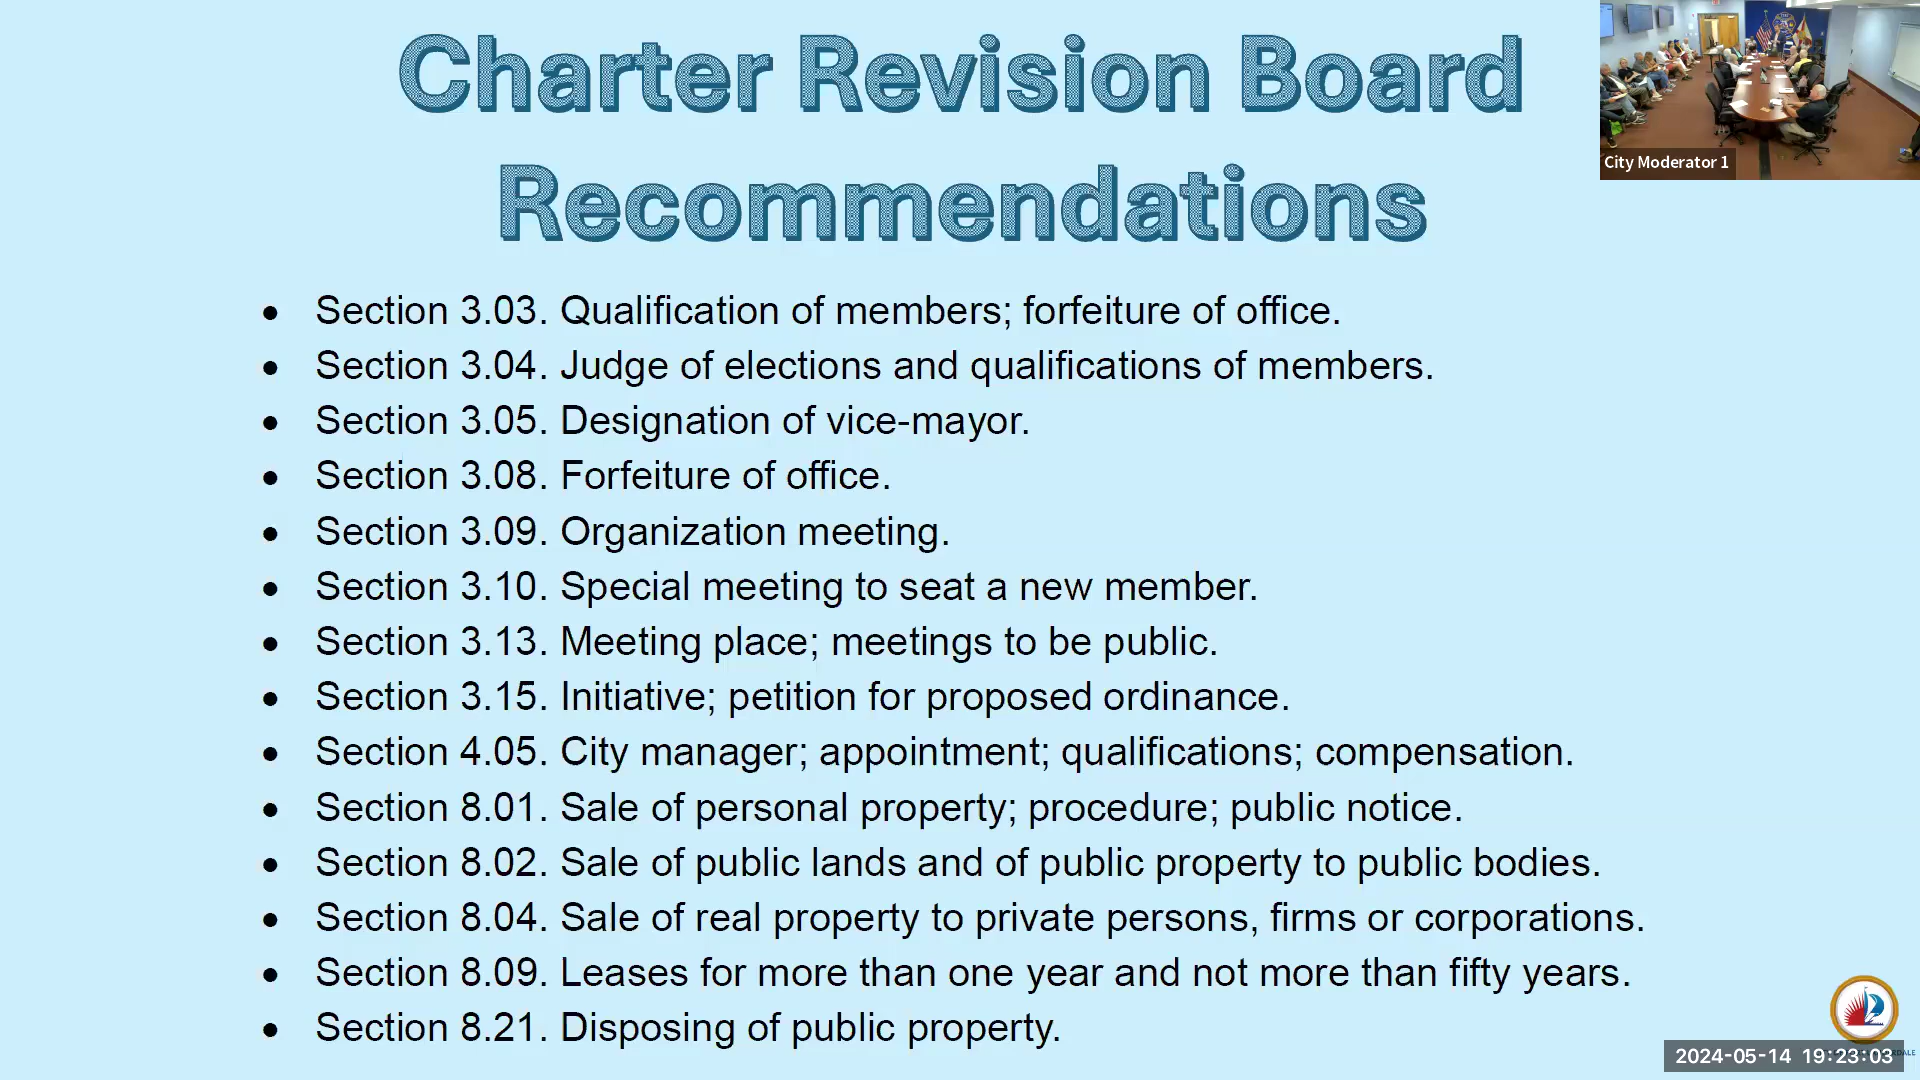 Charter Revision Board
Recommendations
City Moderator 1
• Section 3.03. Qualification of members; forfeiture of office.
• Section 3.04. Judge of elections and qualifications of members.
• Section 3.05. Designation of vice-mayor.
• Section 3.08. Forfeiture of office.
• Section 3.09. Organization meeting.
• Section 3.10. Special meeting to seat a new member.
• Section 3.13. Meeting place; meetings to be public.
• Section 3.15. Initiative; petition for proposed ordinance.
• Section 4.05. City manager; appointment; qualifications; compensation.
• Section 8.01. Sale of personal property; procedure; public notice.
• Section 8.02. Sale of public lands and of public property to public bodies.
• Section 8.04. Sale of real property to private persons, firms or corporations.
• Section 8.09. Leases for more than one year and not more than fifty years.
• Section 8.21. Disposing of public property.
2024-05-14 19:23:03